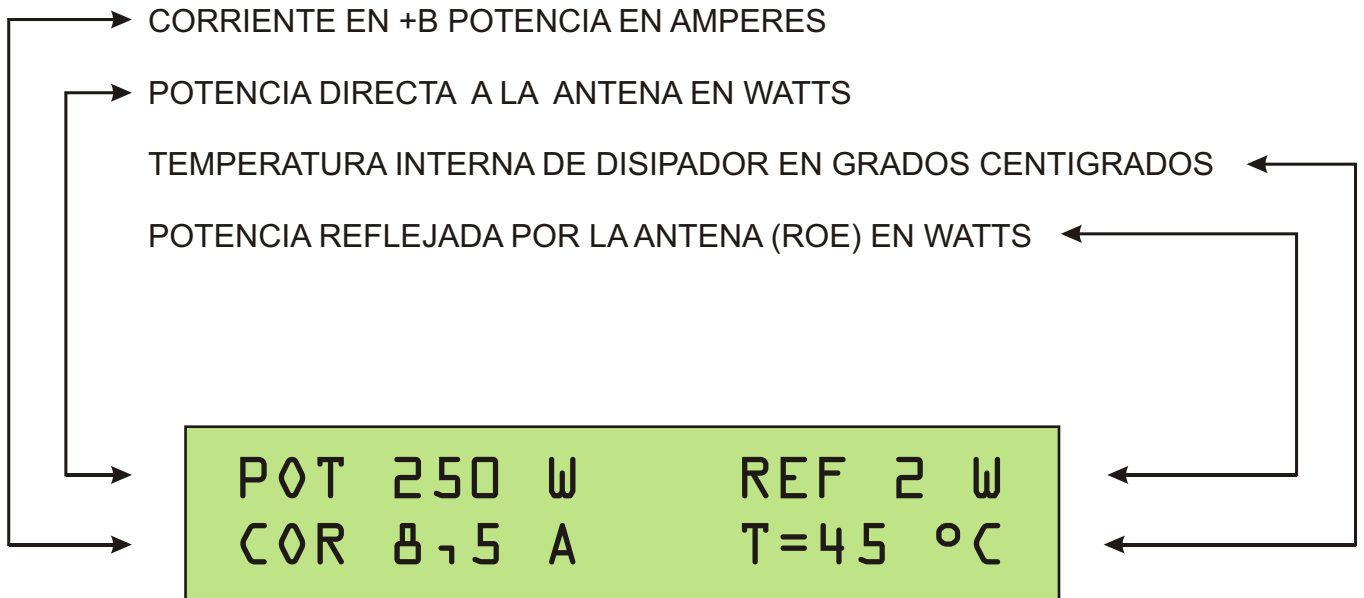 CORRIENTE EN +B POTENCIA EN AMPERES
POTENCIA DIRECTA A LA ANTENA EN WATTS
TEMPERATURA INTERNA DE DISIPADOR EN GRADOS CENTIGRADOS
POTENCIA REFLEJADA POR LA ANTENA (ROE) EN WATTS
POT 250 W REF 2 W
COR 8,5 A T=45 °C